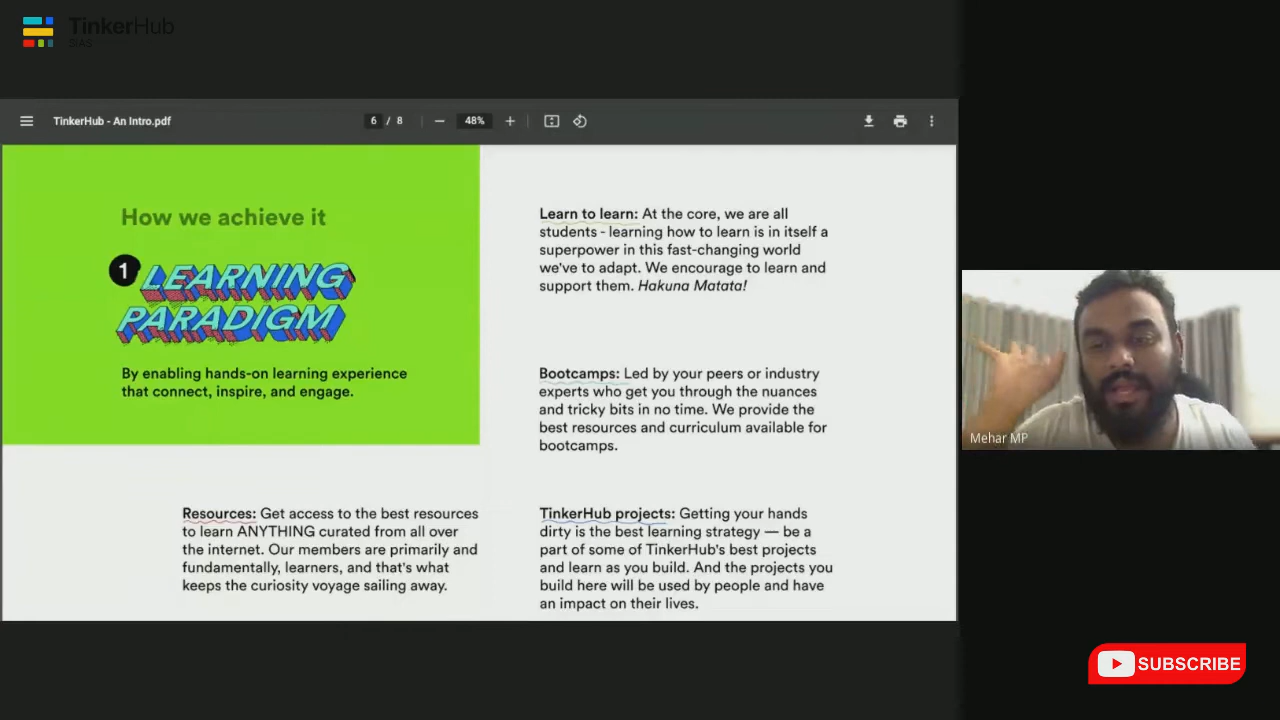 TinkerHub
SIAS
TinkerHub - An Intro.pdf
6 / 8
48%
How we achieve it
1 LEARNING
PARADIGM
By enabling hands-on learning experience
that connect, inspire, and engage.
Learn to learn: At the core, we are all
students - learning how to learn is in itself a
superpower in this fast-changing world
we've to adapt. We encourage to learn and
support them. Hakuna Matata!
Bootcamps: Led by your peers or industry
experts who get you through the nuances
and tricky bits in no time. We provide the
best resources and curriculum available for
bootcamps.
Resources: Get access to the best resources
to learn ANYTHING curated from all over
the internet. Our members are primarily and
fundamentally, learners, and that's what
keeps the curiosity voyage sailing away.
TinkerHub projects: Getting your hands
dirty is the best learning strategy — be a
part of some of TinkerHub's best projects
and learn as you build. And the projects you
build here will be used by people and have
an impact on their lives.
Mehar MP
SUBSCRIBE